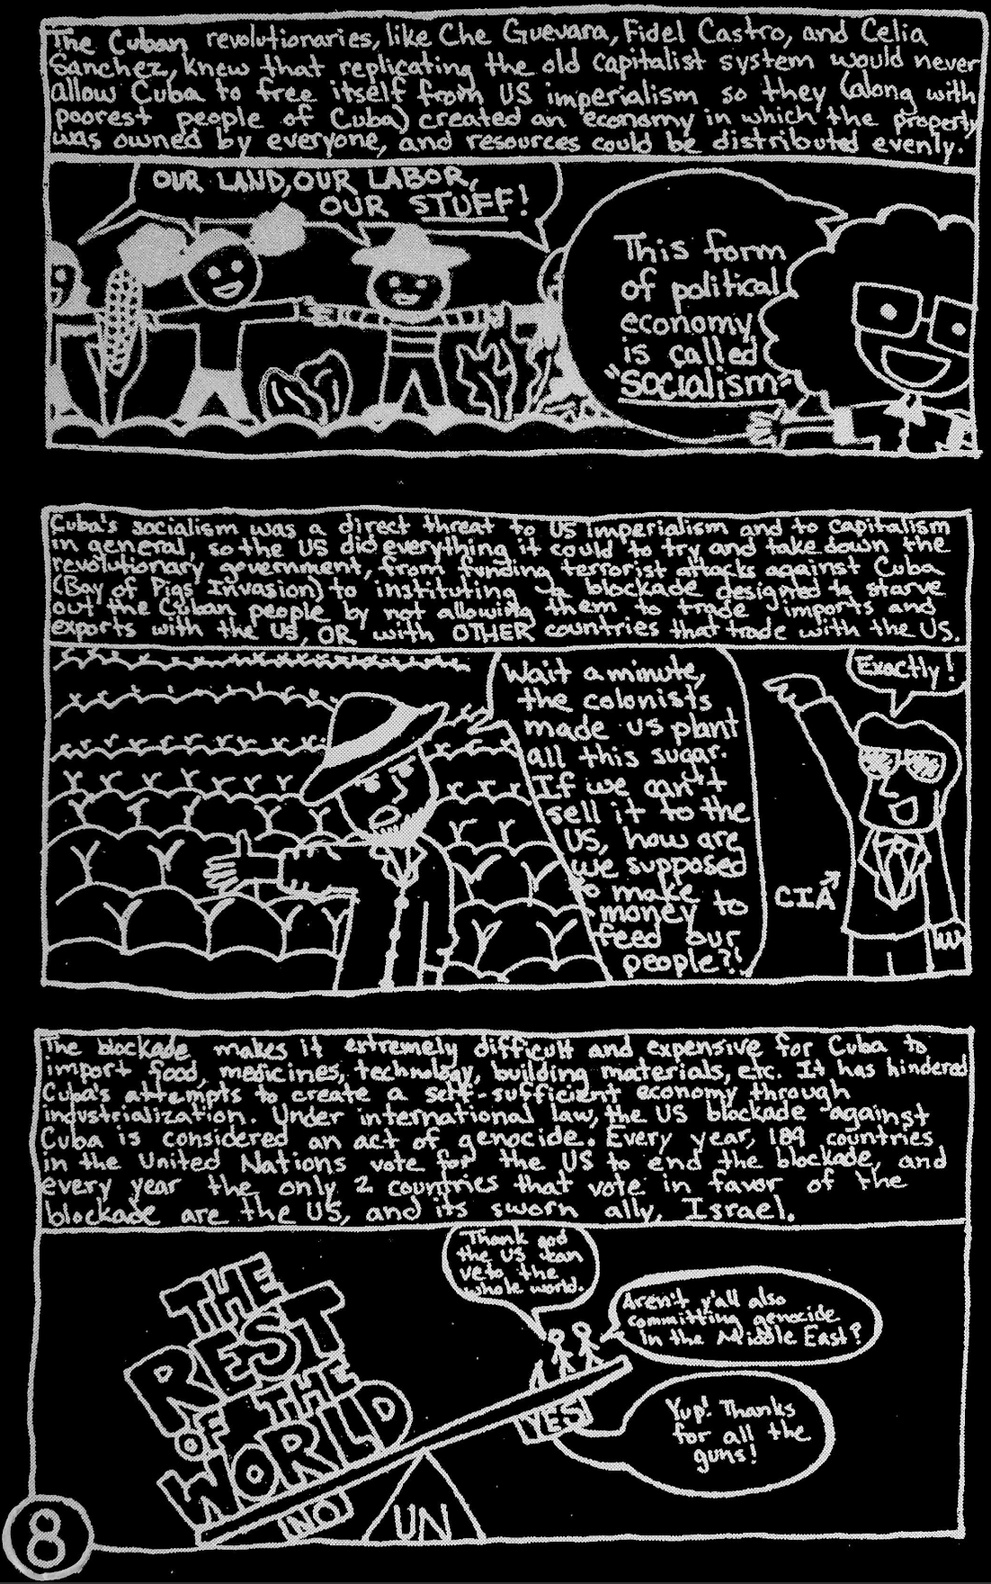 The Cuban revolutionaries, like Che Guevara, Fidel Castro, and Celia
Sanchez, knew that replicating the old capitalist system would never
allow Cuba to free itself from US imperialism so they (along with
poorest people of Cuba) created an economy in which the property
was owned by everyone, and resources could be distributed evenly.
OUR LAND, OUR LABOR,
OUR STUFF!
This form
of political
economy
is called
"SOCIALISM"
Cuba's socialism was a direct threat to US imperialism and to capitalism
in general, so the US did everything it could to try and take down the
revolutionary government, from funding terrorist attacks against Cuba
(Bay of Pigs Invasion) to instituting a blockade designed to starve
out the Cuban people by not allowing them to trade imports and
exports with the US, OR with OTHER countries that trade with the US.
Wait a minute,
the colonists
made us plant
all this sugar.
If we can't
sell it to the
US, how are
we supposed
to make
money to
feed our
people?!
Exactly!
CIA
The blockade makes it extremely difficult and expensive for Cuba to
import food, medicines, technology, building materials, etc. It has hindered
Cuba's attempts to create a self-sufficient economy through
industrialization. Under international law, the US blockade against
Cuba is considered an act of genocide. Every year, 189 countries
in the United Nations vote for the US to end the blockade, and
every year the only 2 countries that vote in favor of the
blockade are the US, and its sworn ally, Israel.
Thank god
the US can
veto the
whole world.
Aren't y'all also
committing genocide
in the Middle East?
Yup! Thanks
for all the
guns!
THE
REST
OF THE
WORLD
YES!
NO!
UN
8